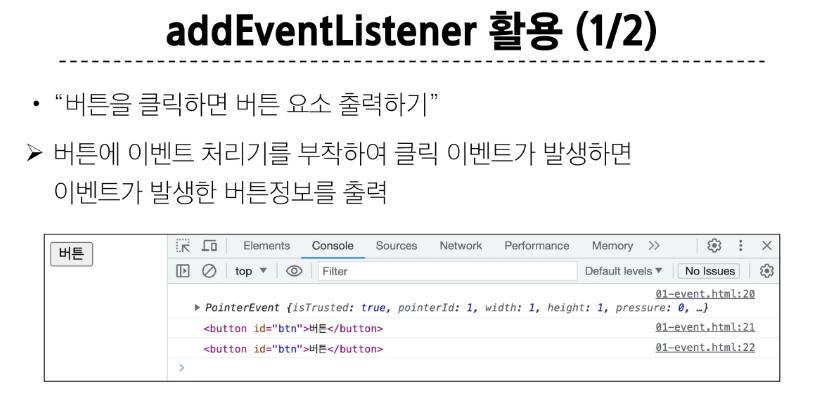 addEventListener 활용 (1/2)
• “버튼을 클릭하면 버튼 요소 출력하기”
➢ 버튼에 이벤트 처리기를 부착하여 클릭 이벤트가 발생하면
이벤트가 발생한 버튼정보를 출력
버튼
Elements Console Sources Network Performance Memory
top ▼ Filter Default levels ▼ No Issues
01-event.html:20
▶ PointerEvent {isTrusted: true, pointerId: 1, width: 1, height: 1, pressure: 0, …}
<button id="btn">버튼</button> 01-event.html:21
<button id="btn">버튼</button> 01-event.html:22
>